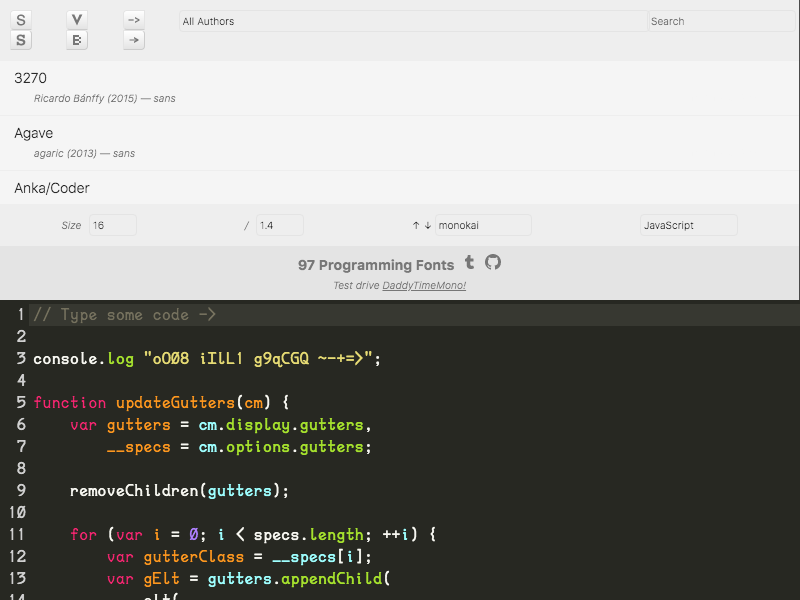 S V -> All Authors Search
S B →
3270
Ricardo Bánffy (2015) — sans
Agave
agaric (2013) — sans
Anka/Coder
Size 16 / 1.4 ↑ ↓ monokai JavaScript
97 Programming Fonts t
Test drive DaddyTimeMono!
1 // Type some code ->
2
3 console.log "oO08 iIlL1 g9qCGQ ~-+=>";
4
5 function updateGutters(cm) {
6 var gutters = cm.display.gutters,
7 __specs = cm.options.gutters;
8
9 removeChildren(gutters);
10
11 for (var i = 0; i < specs.length; ++i) {
12 var gutterClass = __specs[i];
13 var gElt = gutters.appendChild(
14 elt(